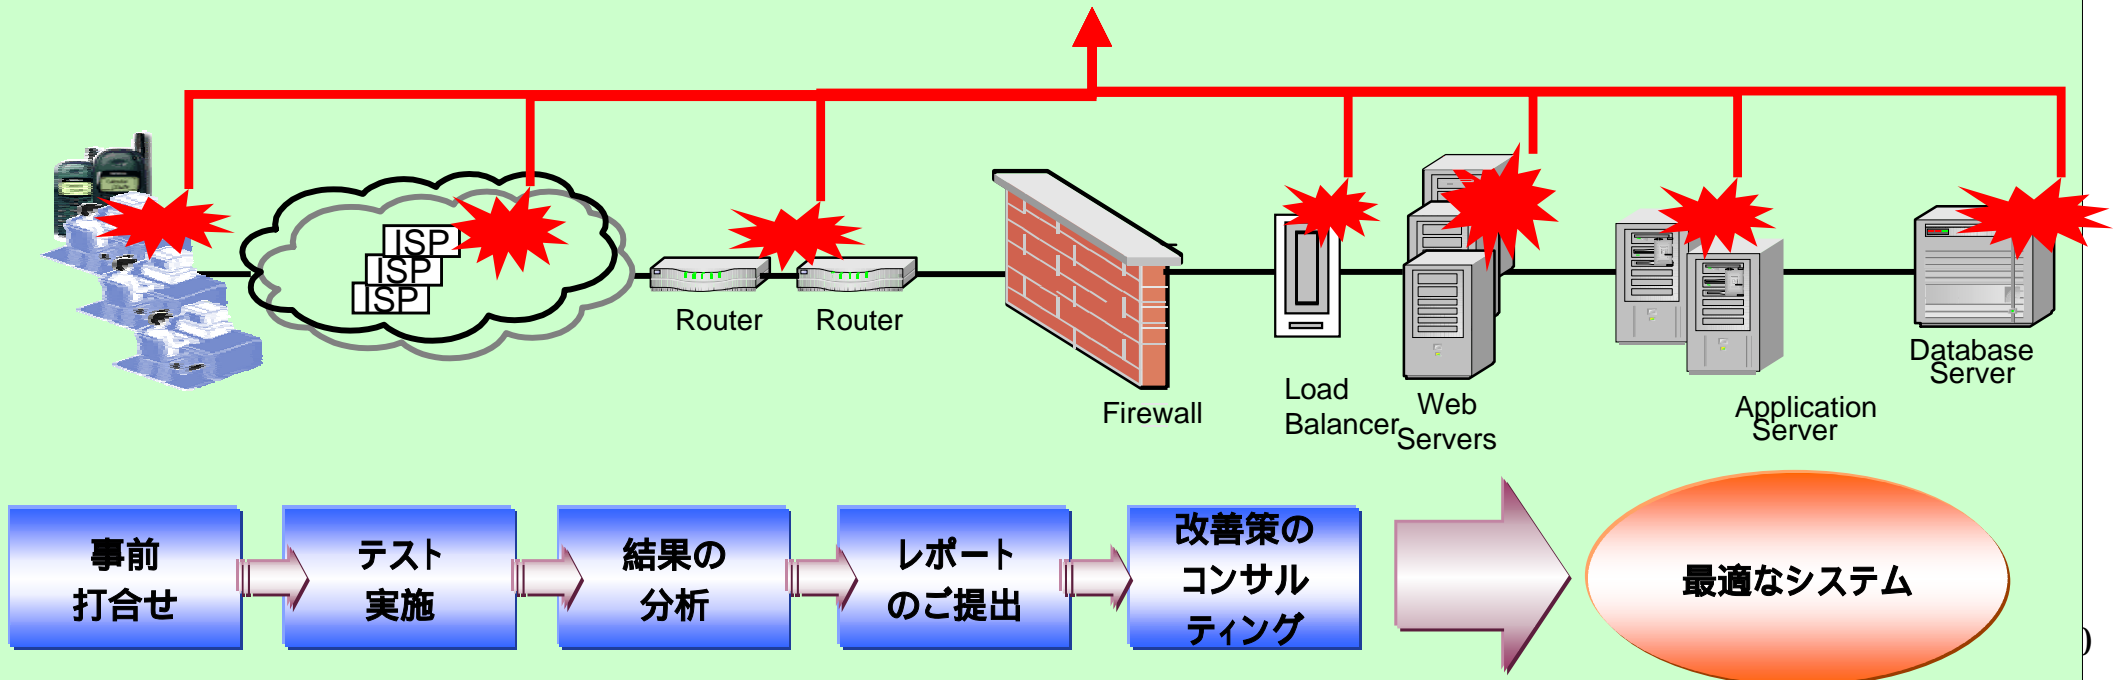 ISP
ISP
ISP
Router
Router
Firewall
Load
Balancer
Web
Servers
Application
Server
Database
Server
事前
打合せ
テスト
実施
結果の
分析
レポート
のご提出
改善策の
コンサル
ティング
最適なシステム
)